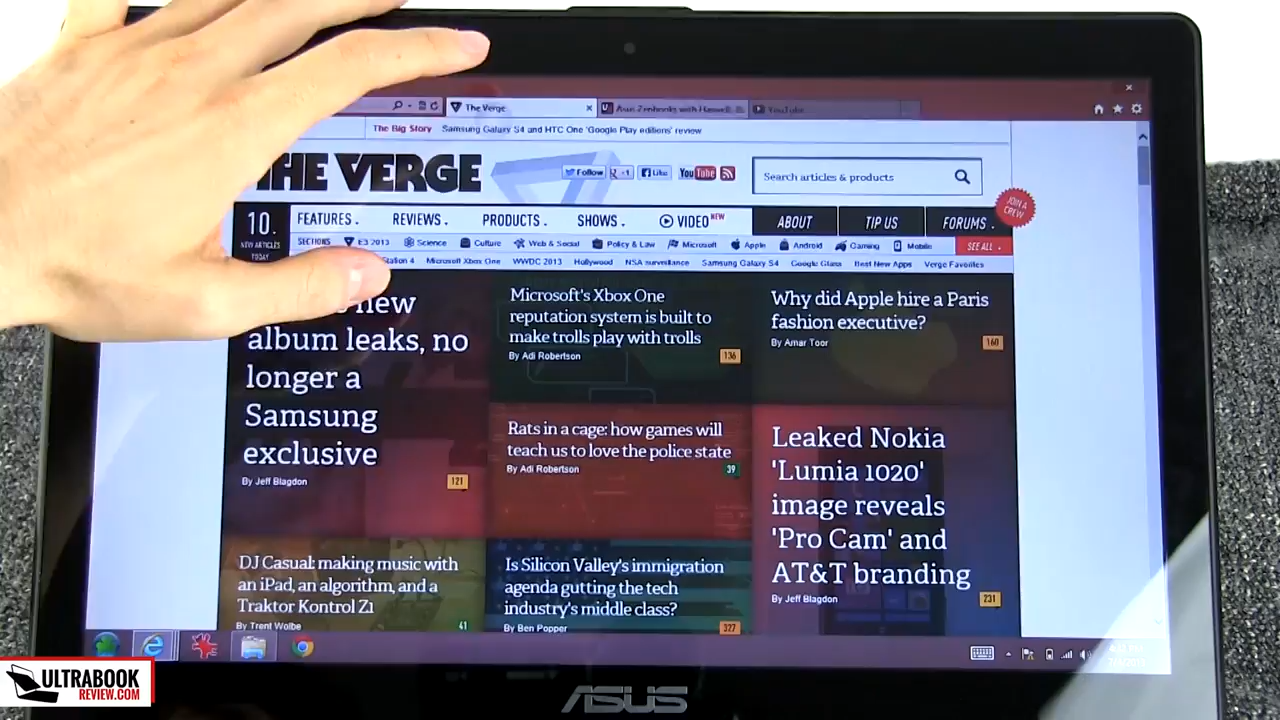 The Verge
Asus Zenbooks with Haswell
YouTube
The Big Story Samsung Galaxy S4 and HTC One 'Google Play editions' review
THE VERGE
Follow
+1
Like
YouTube
Search articles & products
JOIN A CREW
10.
NEW ARTICLES
TODAY
FEATURES. REVIEWS. PRODUCTS. SHOWS. VIDEO NEW ABOUT TIP US FORUMS.
SECTIONS E3 2013 Science Culture Web & Social Policy & Law Microsoft Apple Android Gaming Mobile SEE ALL
Station 4 Microsoft Xbox One WWDC 2013 Hollywood NSA surveillance Samsung Galaxy S4 Google Glass Best New Apps Verge Favorites
new
album leaks, no
longer a
Samsung
exclusive
By Jeff Blagdon
121
Microsoft's Xbox One
reputation system is built to
make trolls play with trolls
By Adi Robertson
136
Why did Apple hire a Paris
fashion executive?
By Amar Toor
160
Rats in a cage: how games will
teach us to love the police state
By Adi Robertson
39
Leaked Nokia
'Lumia 1020'
image reveals
'Pro Cam' and
AT&T branding
By Jeff Blagdon
231
DJ Casual: making music with
an iPad, an algorithm, and a
Traktor Kontrol Z1
By Trent Wolbe
41
Is Silicon Valley's immigration
agenda gutting the tech
industry's middle class?
By Ben Popper
327
ASUS
ULTRABOOK
REVIEW.COM